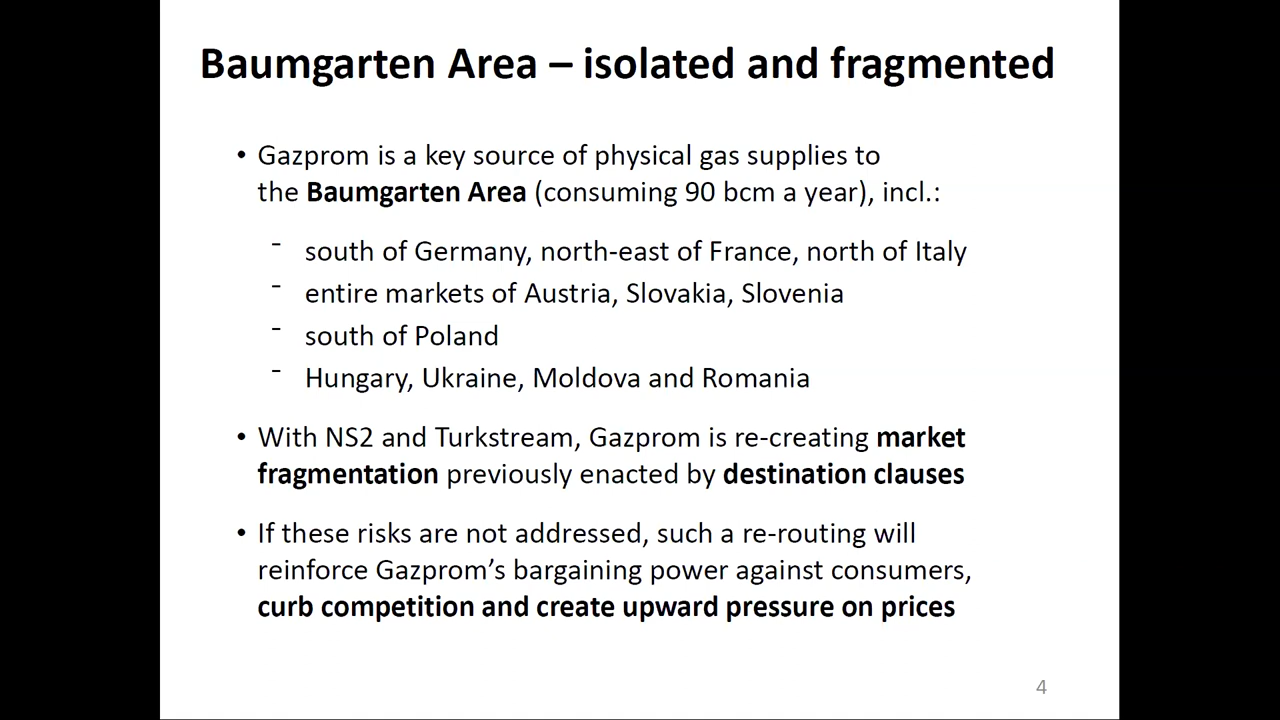 Baumgarten Area – isolated and fragmented
• Gazprom is a key source of physical gas supplies to
the Baumgarten Area (consuming 90 bcm a year), incl.:
- south of Germany, north-east of France, north of Italy
- entire markets of Austria, Slovakia, Slovenia
- south of Poland
- Hungary, Ukraine, Moldova and Romania
• With NS2 and Turkstream, Gazprom is re-creating market
fragmentation previously enacted by destination clauses
• If these risks are not addressed, such a re-routing will
reinforce Gazprom’s bargaining power against consumers,
curb competition and create upward pressure on prices
4